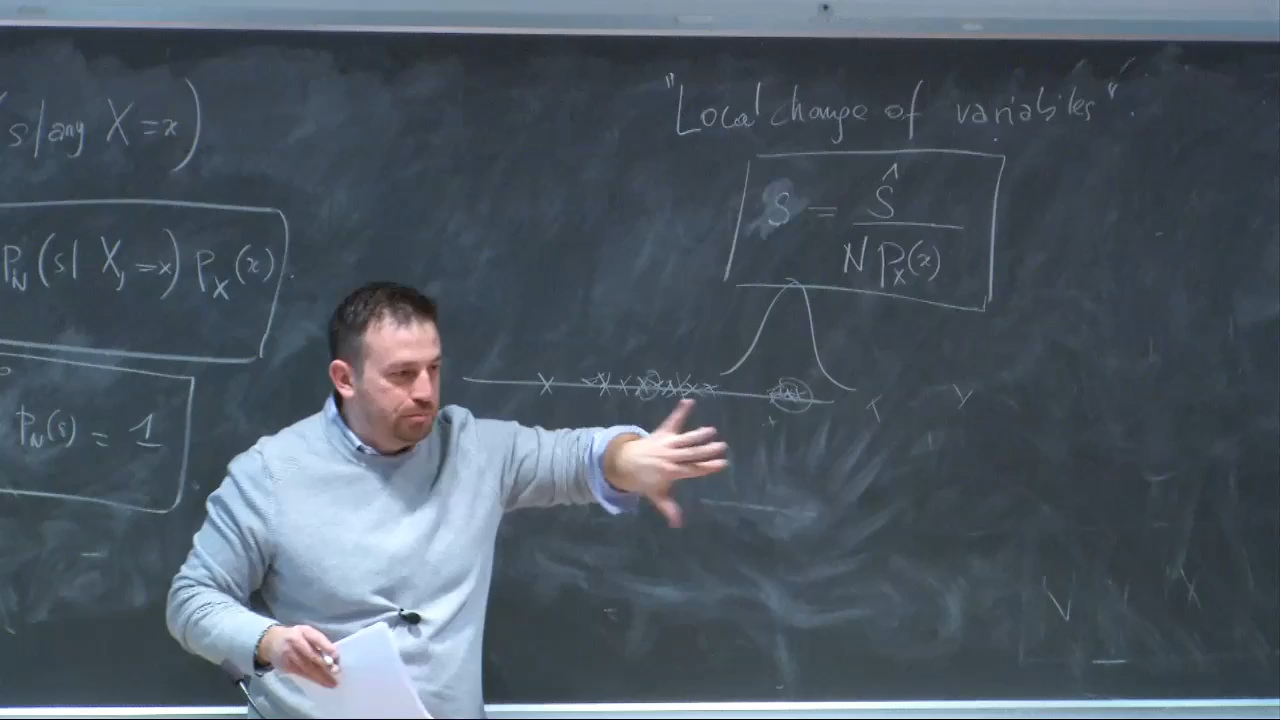 s | any X = x )
P_N ( s | X_j = x ) P_X (x) .
P_N(s) = 1
"Local change of variables".
S = Ŝ / N P_X(x)